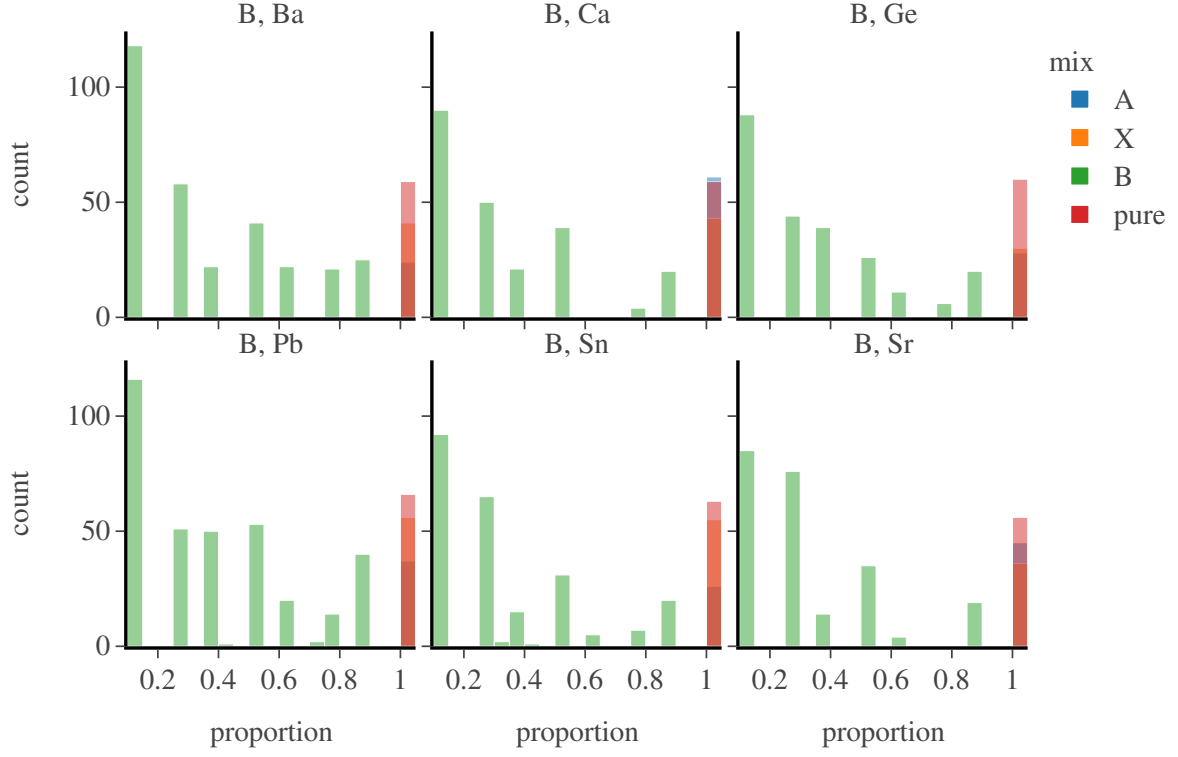 B, Ba
B, Ca
B, Ge
mix
A
X
B
pure
count
100
50
0
B, Pb
B, Sn
B, Sr
count
100
50
0
0.2 0.4 0.6 0.8 1
0.2 0.4 0.6 0.8 1
0.2 0.4 0.6 0.8 1
proportion
proportion
proportion